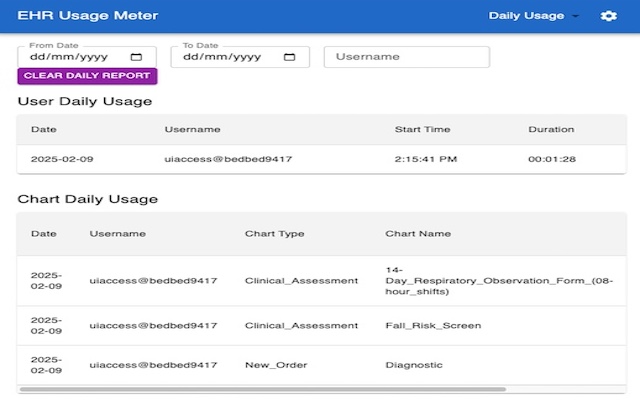 EHR Usage Meter Daily Usage
From Date To Date
dd/mm/yyyy dd/mm/yyyy Username
CLEAR DAILY REPORT
User Daily Usage
Date Username Start Time Duration
2025-02-09 uiaccess@bedbed9417 2:15:41 PM 00:01:28
Chart Daily Usage
Date Username Chart Type Chart Name
2025-
02-09 uiaccess@bedbed9417 Clinical_Assessment 14-
Day_Respiratory_Observation_Form_(08-
hour_shifts)
2025-
02-09 uiaccess@bedbed9417 Clinical_Assessment Fall_Risk_Screen
2025-
02-09 uiaccess@bedbed9417 New_Order Diagnostic